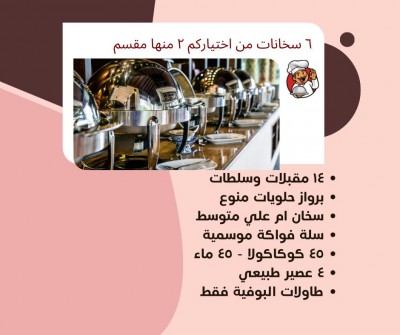 ٦ سخانات من اختياركم ٢ منها مقسم
١٤ مقبلات وسلطات
برواز حلويات منوع
سخان ام علي متوسط
سلة فواكة موسمية
٤٥ كوكاكولا - ٤٥ ماء
٤ عصير طبيعي
طاولات البوفية فقط